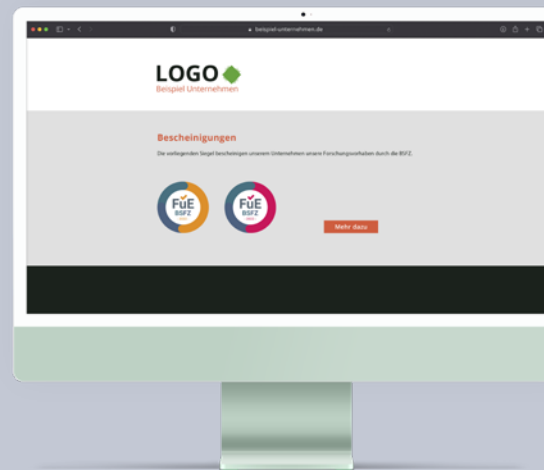 beispiel-unternehmen.de
LOGO
Beispiel Unternehmen
Bescheinigungen
Die vorliegenden Siegel bescheinigen unserem Unternehmen unsere Forschungsvorhaben durch die BSFZ.
FuE
BSFZ
FuE
BSFZ
Mehr dazu